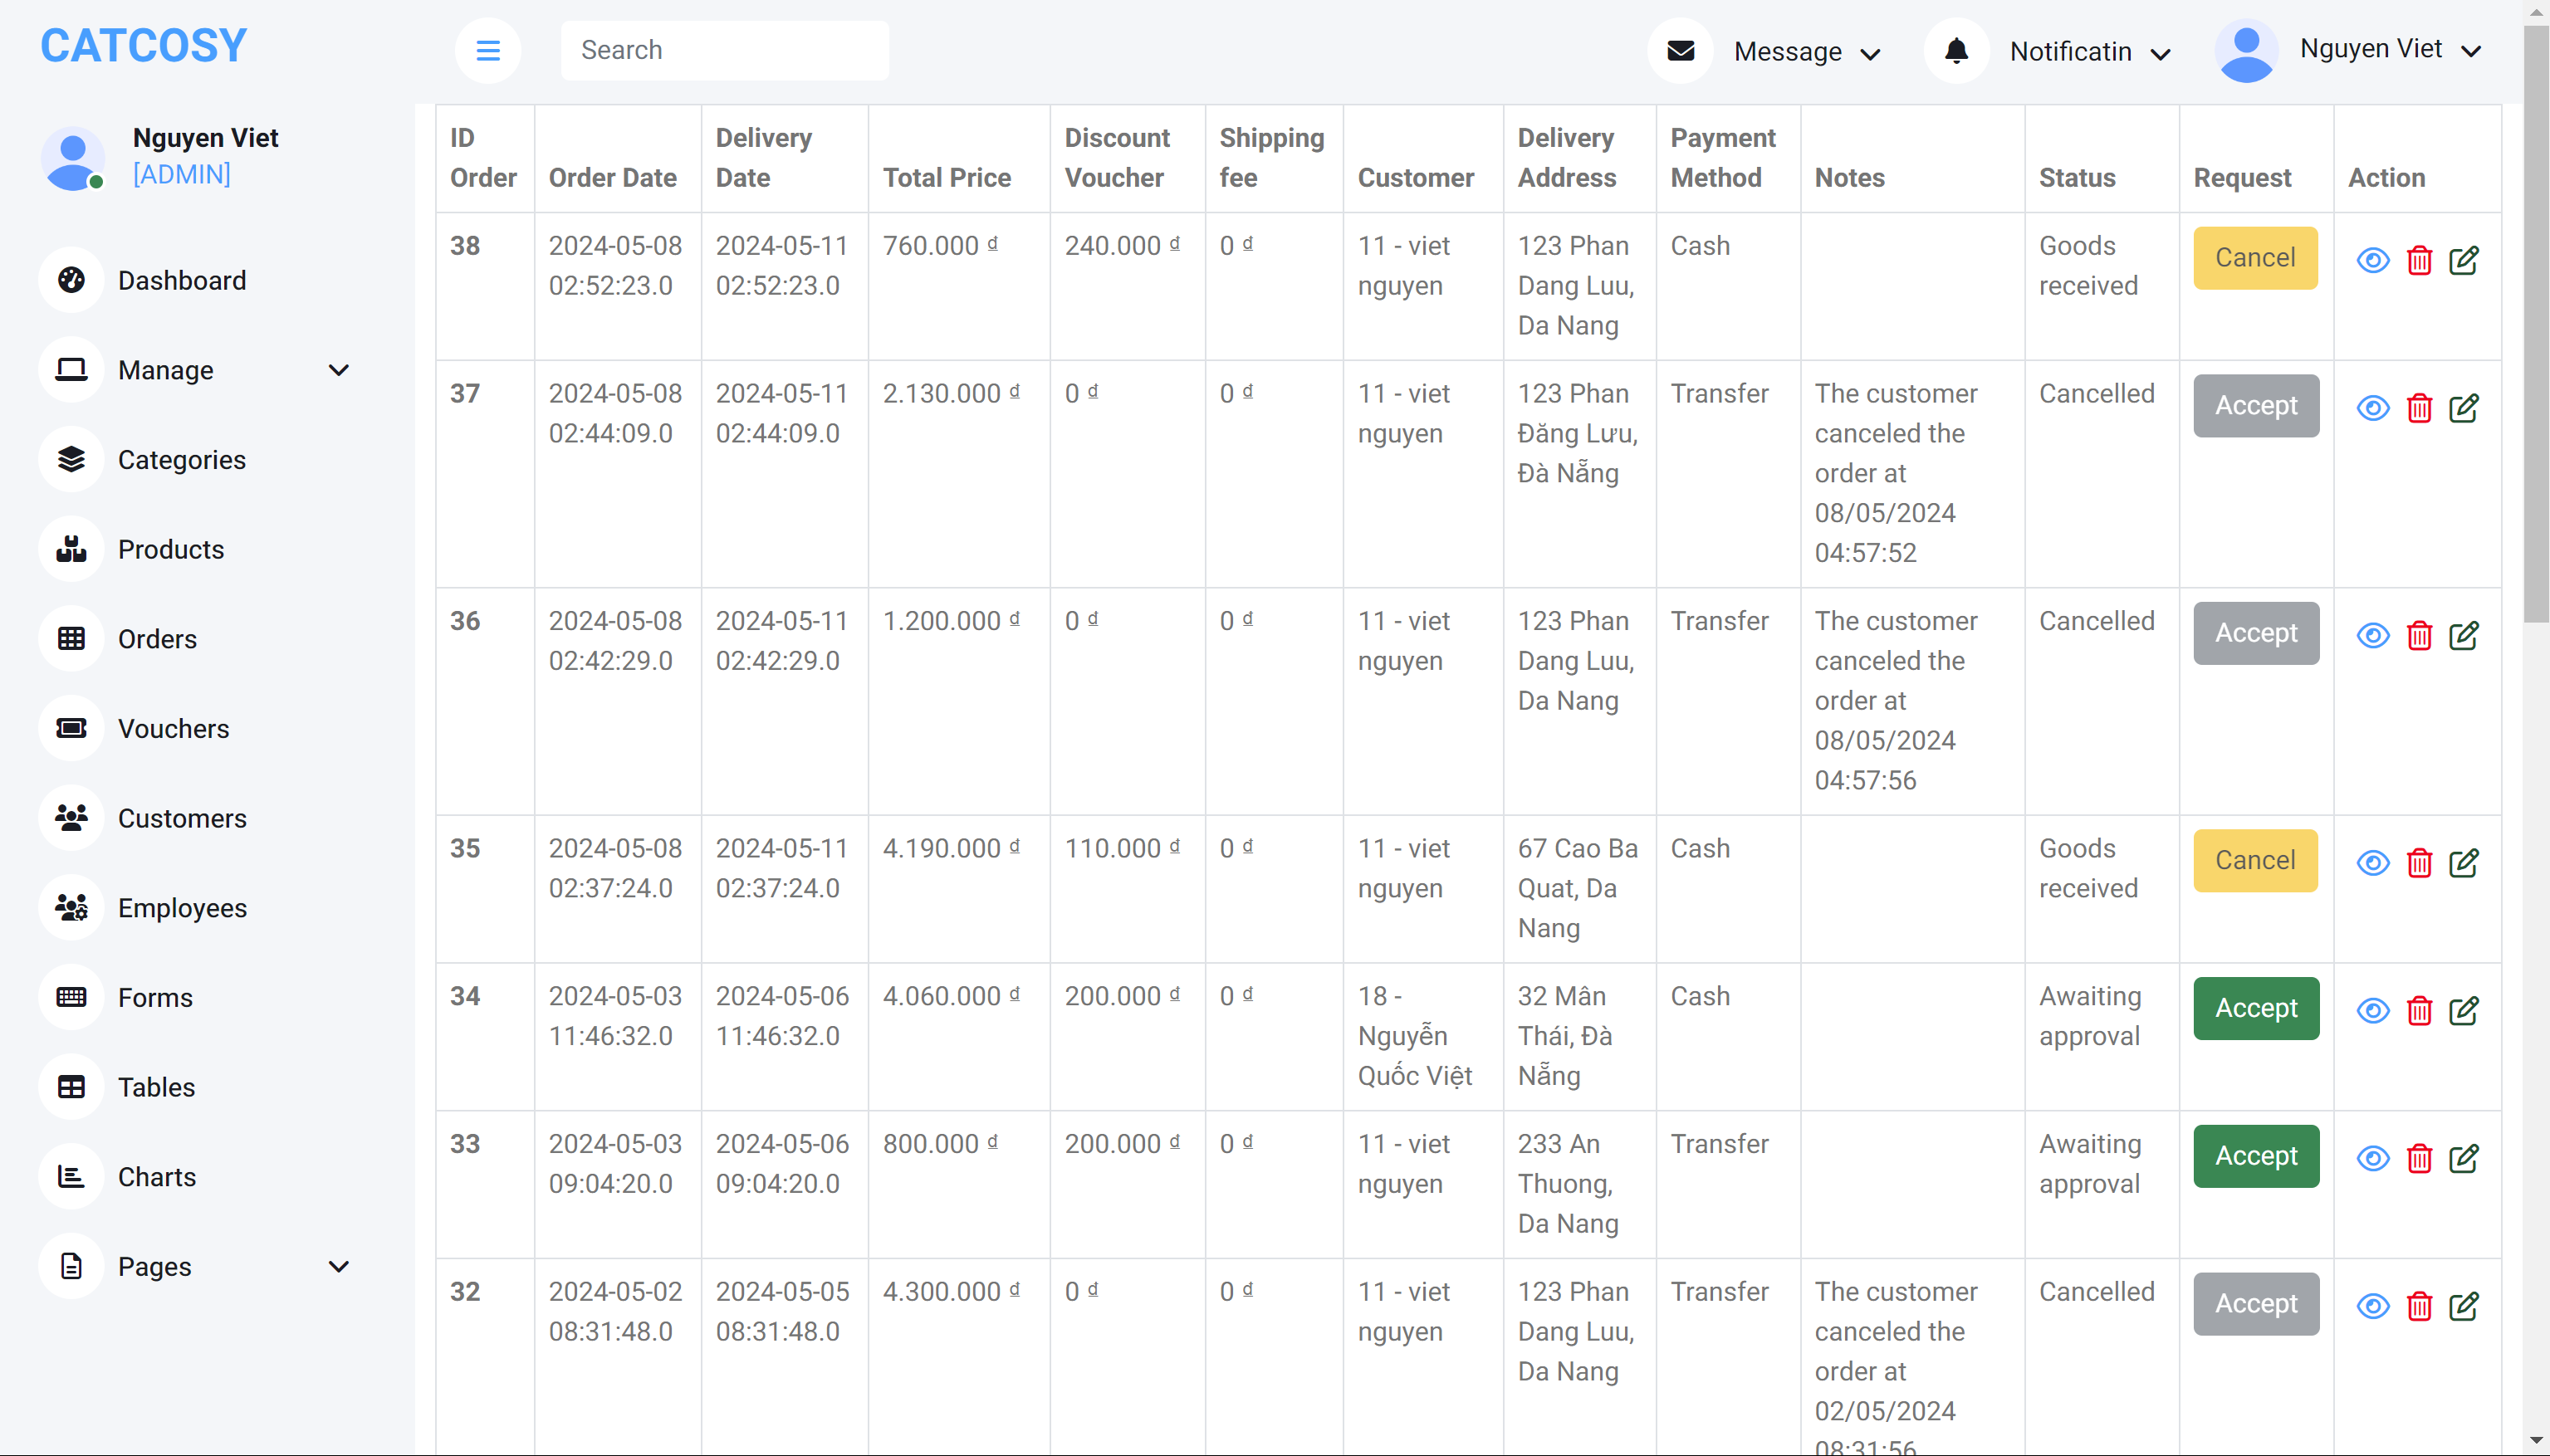 CATCOSY
Search
Message
Notificatin
Nguyen Viet
Nguyen Viet
[ADMIN]
Dashboard
Manage
Categories
Products
Orders
Vouchers
Customers
Employees
Forms
Tables
Charts
Pages
ID Order Order Date Delivery Date Total Price Discount Voucher Shipping fee Customer Delivery Address Payment Method Notes Status Request Action
38 2024-05-08 02:52:23.0 2024-05-11 02:52:23.0 760.000 ₫ 240.000 ₫ 0 ₫ 11 - viet nguyen 123 Phan Dang Luu, Da Nang Cash Goods received Cancel
37 2024-05-08 02:44:09.0 2024-05-11 02:44:09.0 2.130.000 ₫ 0 ₫ 0 ₫ 11 - viet nguyen 123 Phan Đăng Lưu, Đà Nẵng Transfer The customer canceled the order at 08/05/2024 04:57:52 Cancelled Accept
36 2024-05-08 02:42:29.0 2024-05-11 02:42:29.0 1.200.000 ₫ 0 ₫ 0 ₫ 11 - viet nguyen 123 Phan Dang Luu, Da Nang Transfer The customer canceled the order at 08/05/2024 04:57:56 Cancelled Accept
35 2024-05-08 02:37:24.0 2024-05-11 02:37:24.0 4.190.000 ₫ 110.000 ₫ 0 ₫ 11 - viet nguyen 67 Cao Ba Quat, Da Nang Cash Goods received Cancel
34 2024-05-03 11:46:32.0 2024-05-06 11:46:32.0 4.060.000 ₫ 200.000 ₫ 0 ₫ 18 - Nguyễn Quốc Việt 32 Mân Thái, Đà Nẵng Cash Awaiting approval Accept
33 2024-05-03 09:04:20.0 2024-05-06 09:04:20.0 800.000 ₫ 200.000 ₫ 0 ₫ 11 - viet nguyen 233 An Thuong, Da Nang Transfer Awaiting approval Accept
32 2024-05-02 08:31:48.0 2024-05-05 08:31:48.0 4.300.000 ₫ 0 ₫ 0 ₫ 11 - viet nguyen 123 Phan Dang Luu, Da Nang Transfer The customer canceled the order at 02/05/2024 08:31:56 Cancelled Accept